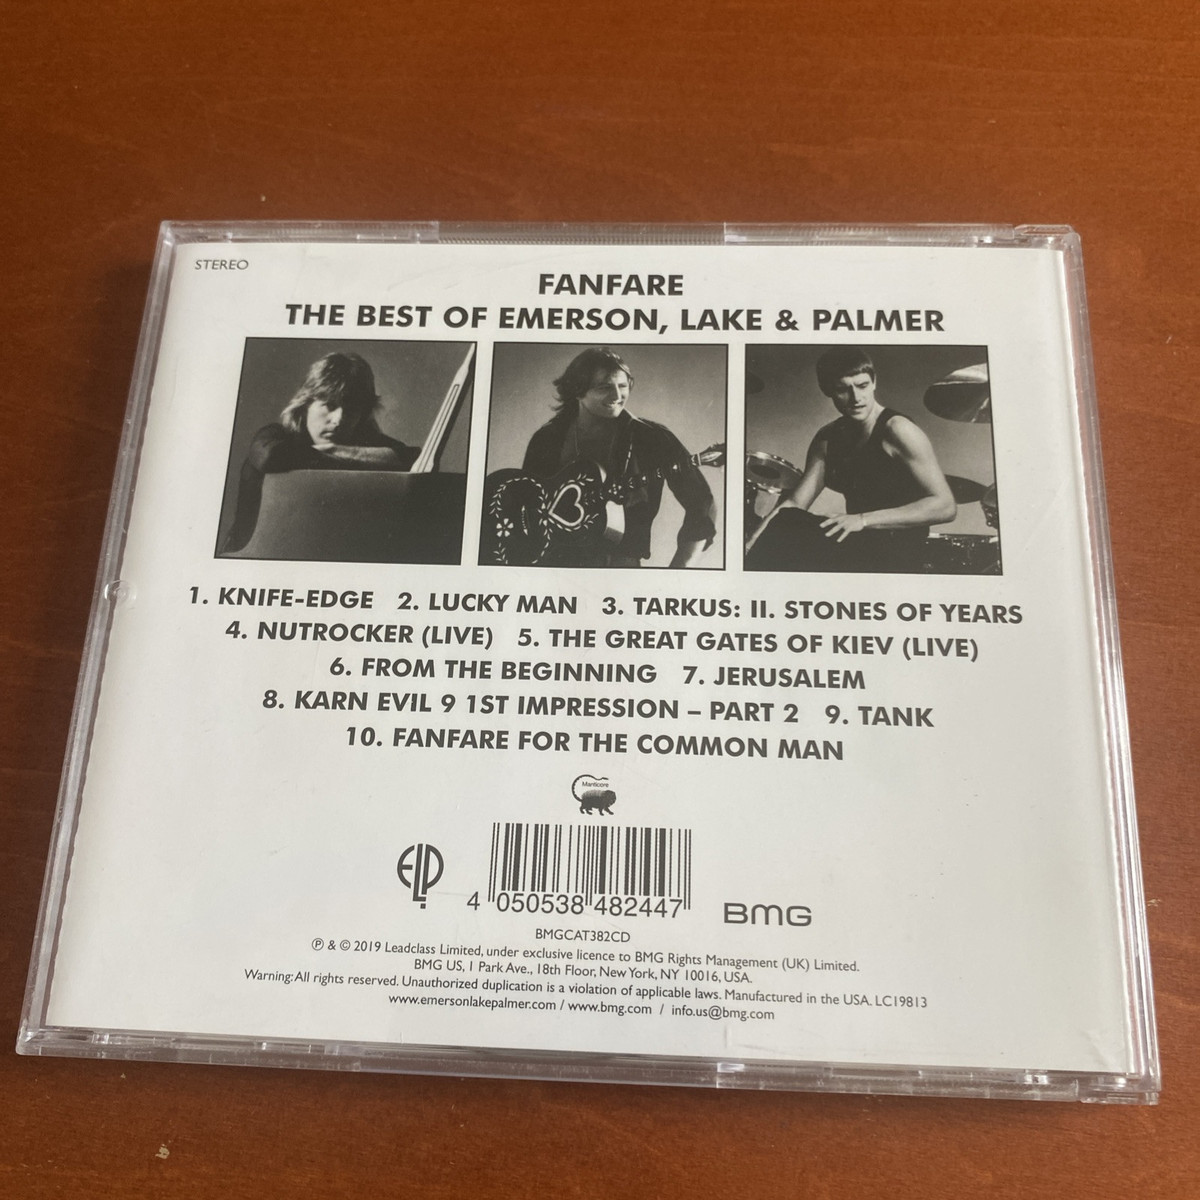 STEREO
FANFARE
THE BEST OF EMERSON, LAKE & PALMER
1. KNIFE-EDGE 2. LUCKY MAN 3. TARKUS: II. STONES OF YEARS
4. NUTROCKER (LIVE) 5. THE GREAT GATES OF KIEV (LIVE)
6. FROM THE BEGINNING 7. JERUSALEM
8. KARN EVIL 9 1ST IMPRESSION – PART 2 9. TANK
10. FANFARE FOR THE COMMON MAN
Manticore
ELP
4 050538 482447
BMG
BMGCAT382CD
℗ & © 2019 Leadclass Limited, under exclusive licence to BMG Rights Management (UK) Limited.
BMG US, 1 Park Ave., 18th Floor, New York, NY 10016, USA.
Warning: All rights reserved. Unauthorized duplication is a violation of applicable laws. Manufactured in the USA. LC19813
www.emersonlakepalmer.com / www.bmg.com / info.us@bmg.com